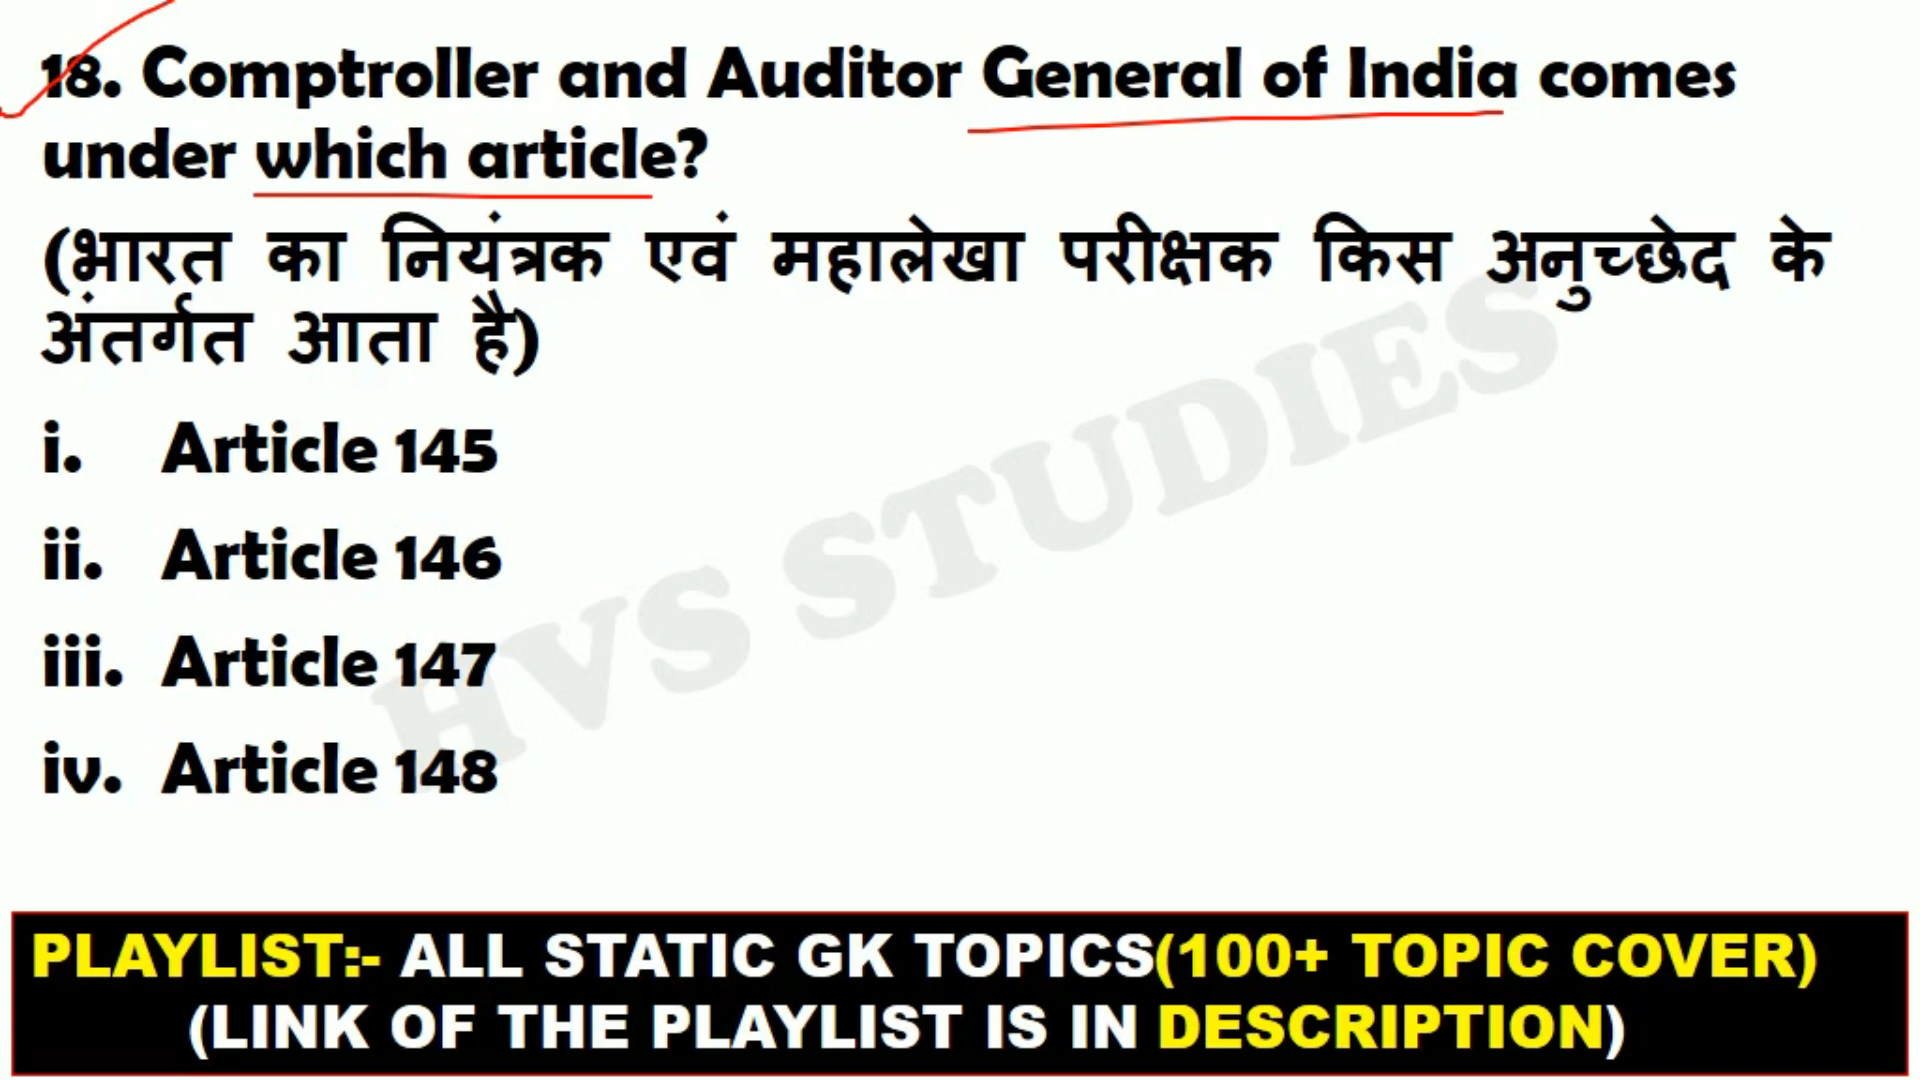 18. Comptroller and Auditor General of India comes
under which article?
(भारत का नियंत्रक एवं महालेखा परीक्षक किस अनुच्छेद के
अंतर्गत आता है)
i. Article 145
ii. Article 146
iii. Article 147
iv. Article 148
HVS STUDIES
PLAYLIST:- ALL STATIC GK TOPICS(100+ TOPIC COVER)
(LINK OF THE PLAYLIST IS IN DESCRIPTION)